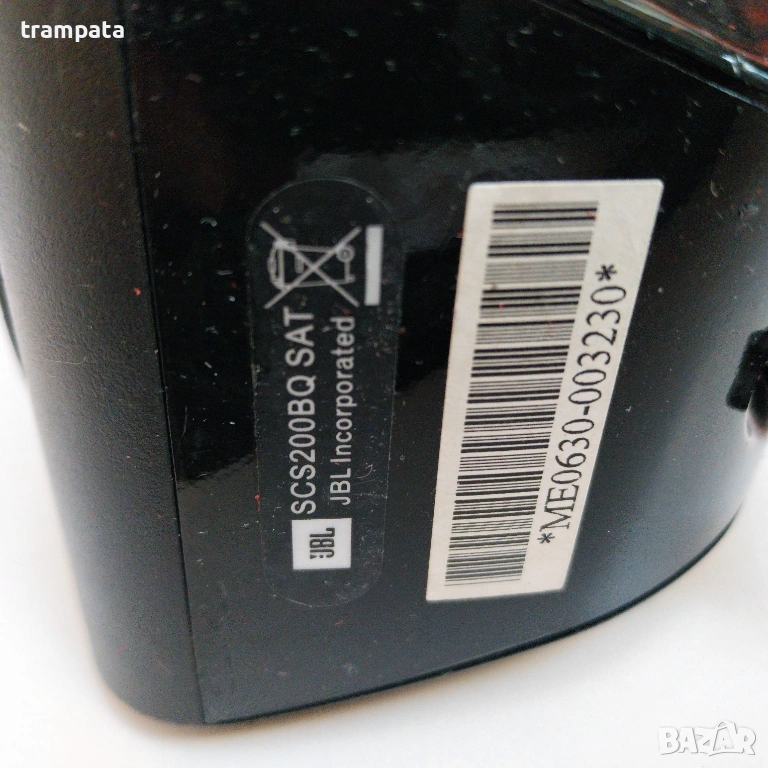 trampata
SCS200BQ SAT
JBL JBL Incorporated
*ME0630-003230*
BAZAR